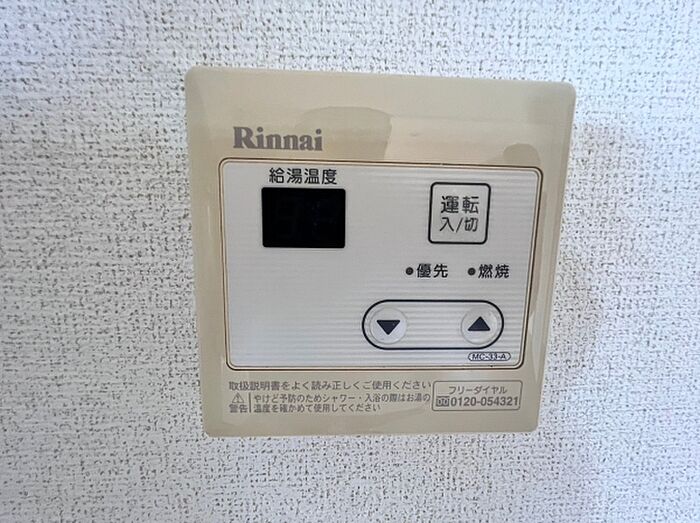 Rinnai
給湯温度
運転
入/切
優先 燃焼
MC-33-A
取扱説明書をよく読み正しくご使用ください
警告 やけど予防のためシャワー・入浴の際はお湯の
温度を確かめて使用してください
フリーダイヤル
0120-054321